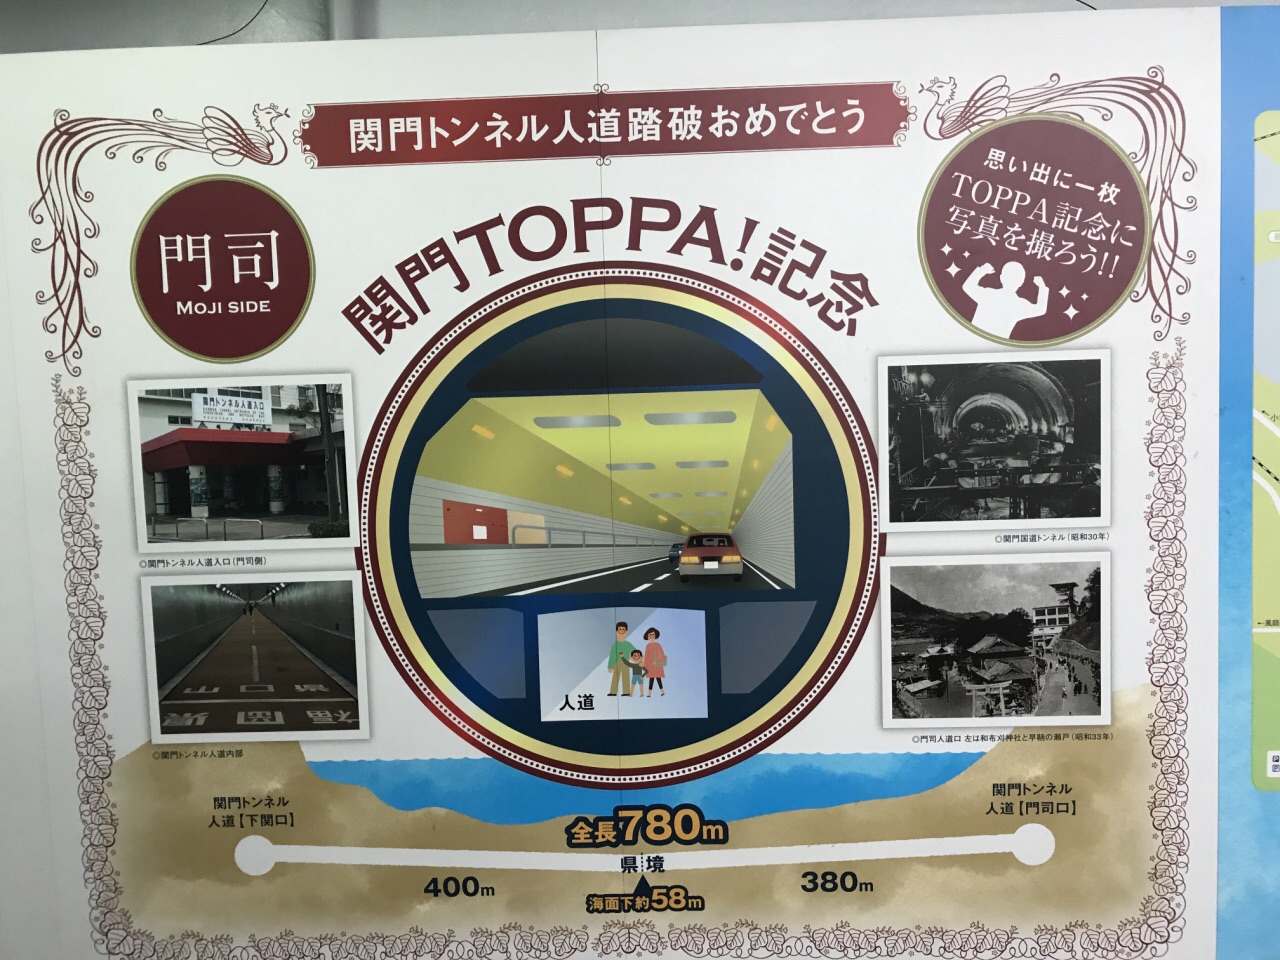 関門トンネル人道踏破おめでとう
門司
MOJI SIDE
関門TOPPA!記念
思い出に一枚
TOPPA記念に
写真を撮ろう!!
関門トンネル人道入口
◎関門トンネル人道入口(門司側)
◎関門国道トンネル(昭和30年)
山口県
福岡県
◎関門トンネル人道内部
人道
◎門司人道口 左は和布刈神社と早鞆の瀬戸(昭和33年)
関門トンネル
人道【下関口】
関門トンネル
人道【門司口】
全長780m
県境
400m
380m
海面下約58m